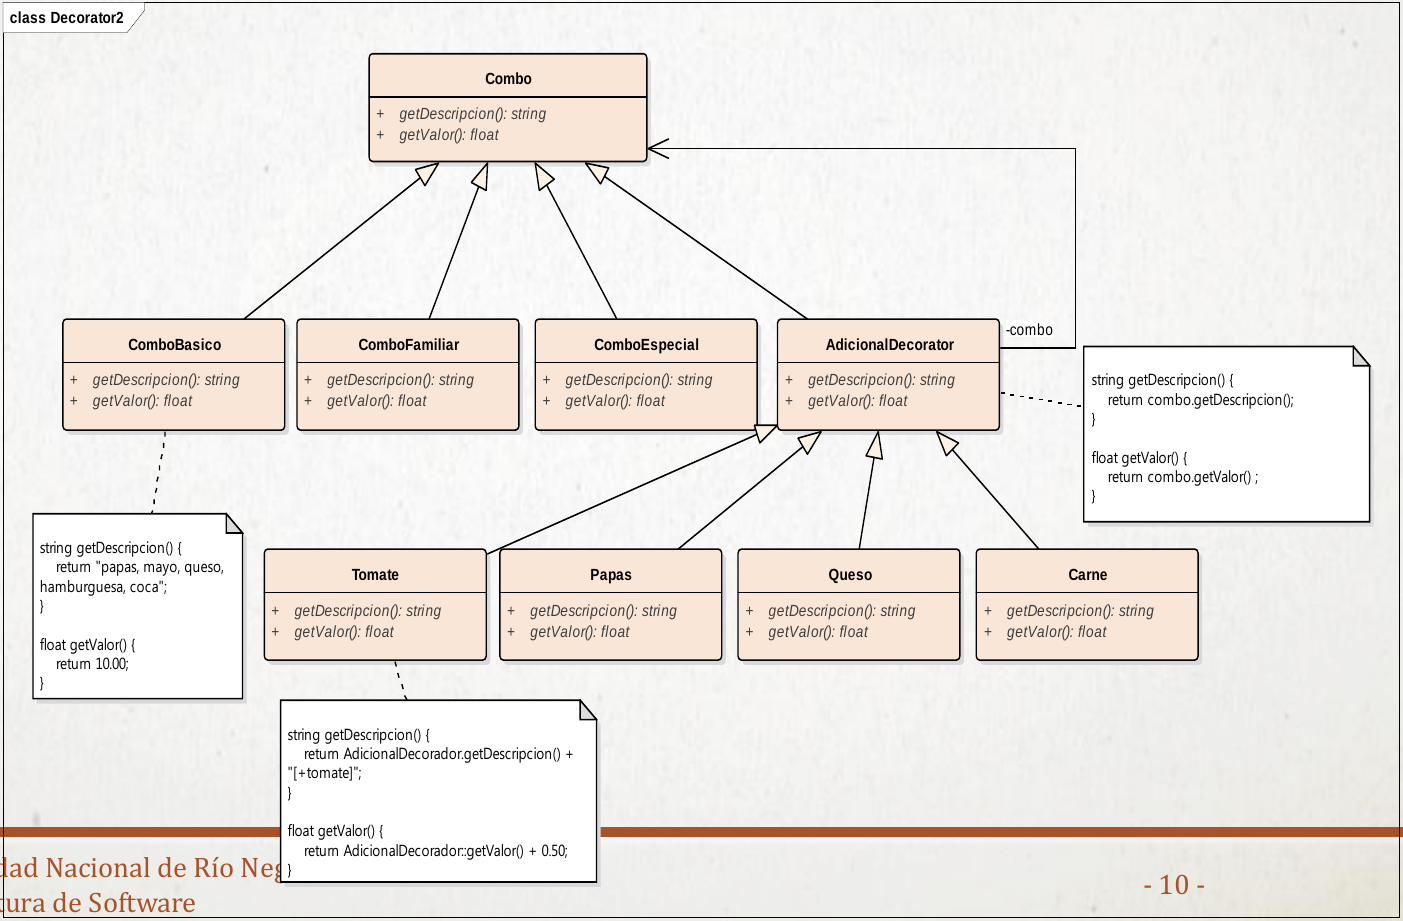 class Decorator2
Combo
+ getDescripcion(): string
+ getValor(): float
ComboBasico
+ getDescripcion(): string
+ getValor(): float
ComboFamiliar
+ getDescripcion(): string
+ getValor(): float
ComboEspecial
+ getDescripcion(): string
+ getValor(): float
AdicionalDecorator
+ getDescripcion(): string
+ getValor(): float
-combo
string getDescripcion() {
return combo.getDescripcion();
}
float getValor() {
return combo.getValor() ;
}
string getDescripcion() {
return "papas, mayo, queso,
hamburguesa, coca";
}
float getValor() {
return 10.00;
}
Tomate
+ getDescripcion(): string
+ getValor(): float
Papas
+ getDescripcion(): string
+ getValor(): float
Queso
+ getDescripcion(): string
+ getValor(): float
Carne
+ getDescripcion(): string
+ getValor(): float
string getDescripcion() {
return AdicionalDecorador.getDescripcion() +
"[+tomate]";
}
float getValor() {
return AdicionalDecorador::getValor() + 0.50;
}
dad Nacional de Río Neg
tura de Software
- 10 -